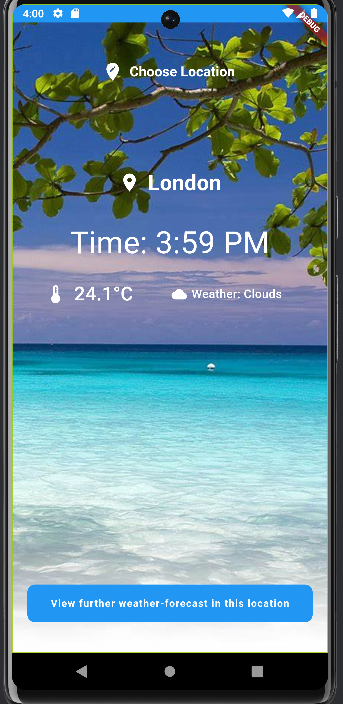 4:00
DEBUG
Choose Location
London
Time: 3:59 PM
24.1°C
Weather: Clouds
View further weather-forecast in this location